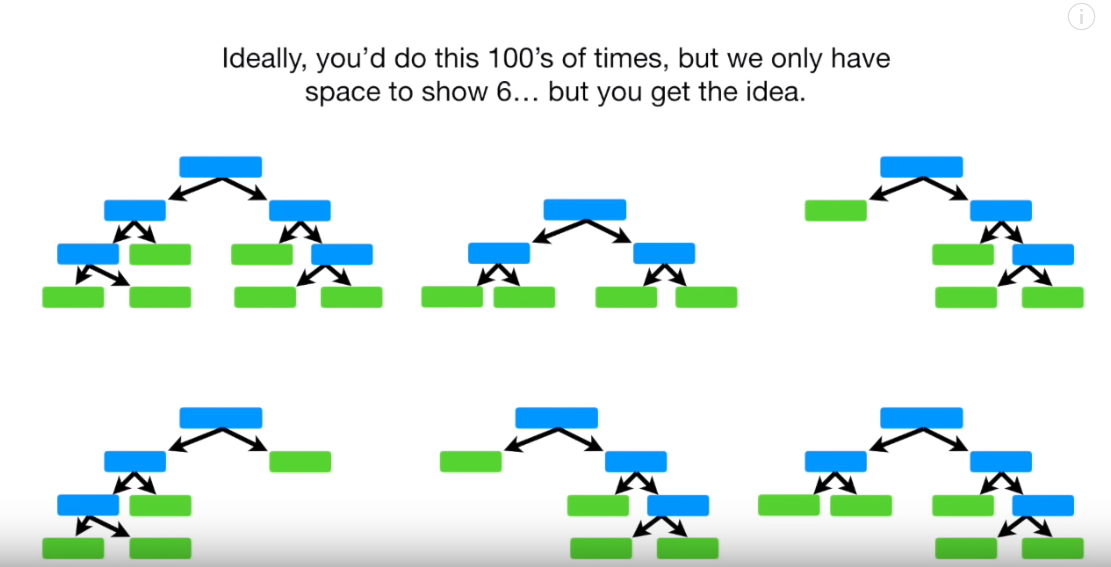 Ideally, you’d do this 100’s of times, but we only have
space to show 6… but you get the idea.